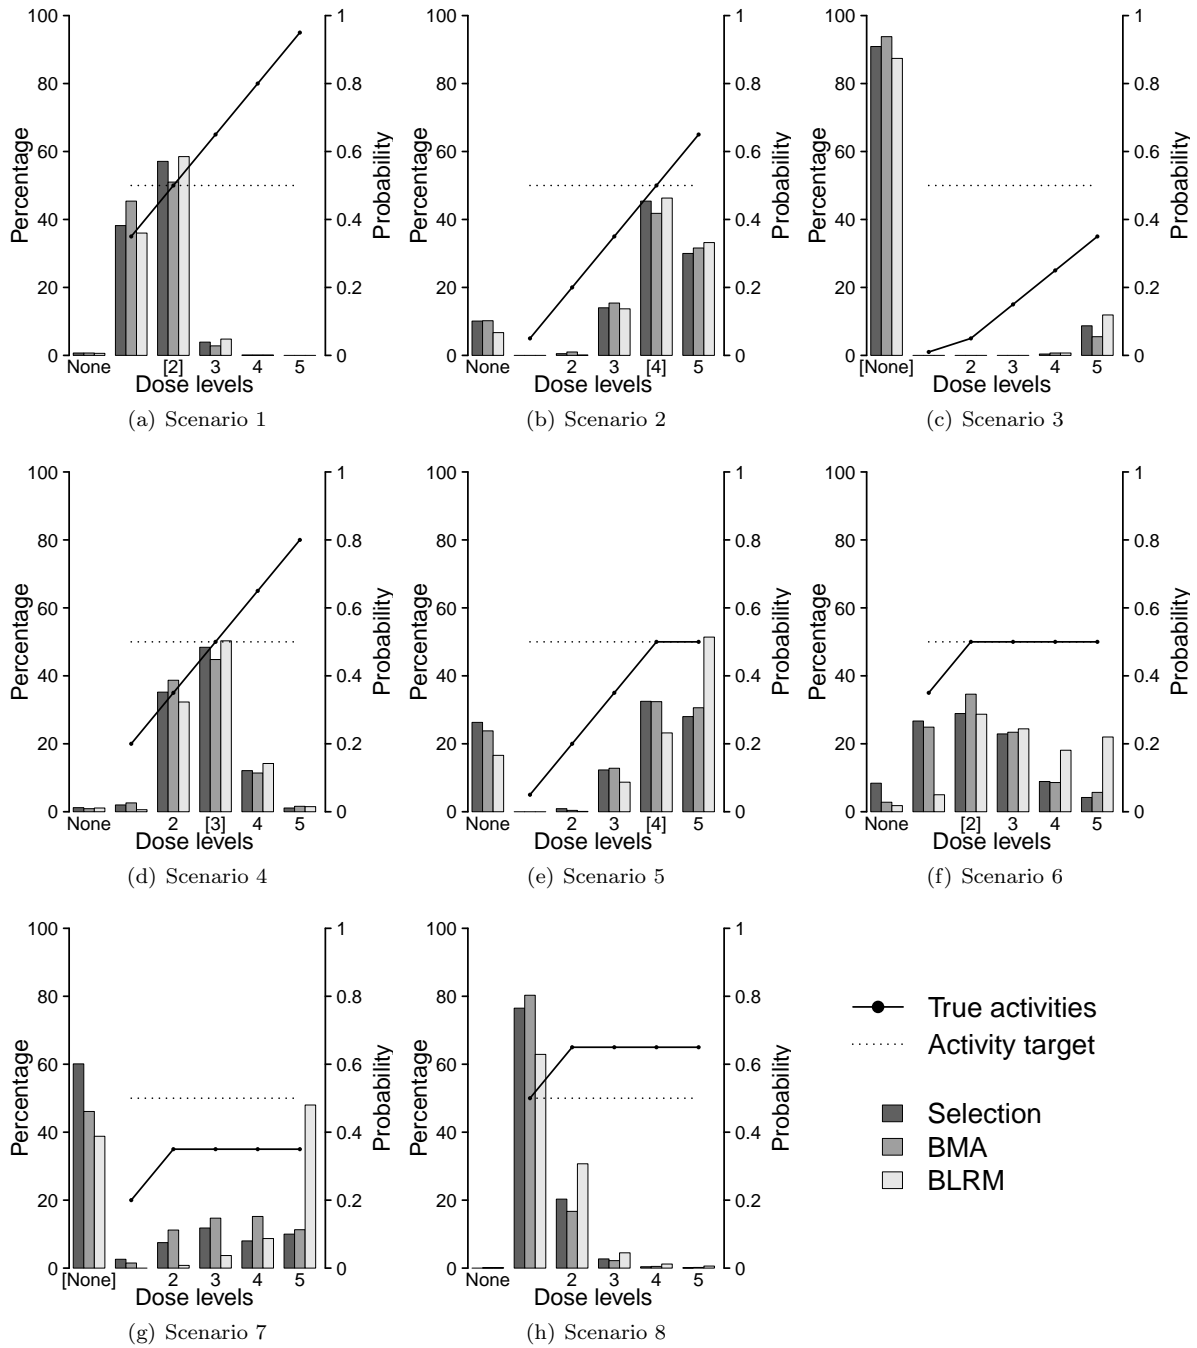 100
80
60
40
20
0
Percentage
1
0.8
0.6
0.4
0.2
0
Probability
None [2] 3 4 5
Dose levels
(a) Scenario 1
100
80
60
40
20
0
Percentage
1
0.8
0.6
0.4
0.2
0
Probability
None 2 3 [4] 5
Dose levels
(b) Scenario 2
100
80
60
40
20
0
Percentage
1
0.8
0.6
0.4
0.2
0
Probability
[None] 2 3 4 5
Dose levels
(c) Scenario 3
100
80
60
40
20
0
Percentage
1
0.8
0.6
0.4
0.2
0
Probability
None 2 [3] 4 5
Dose levels
(d) Scenario 4
100
80
60
40
20
0
Percentage
1
0.8
0.6
0.4
0.2
0
Probability
None 2 3 [4] 5
Dose levels
(e) Scenario 5
100
80
60
40
20
0
Percentage
1
0.8
0.6
0.4
0.2
0
Probability
None [2] 3 4 5
Dose levels
(f) Scenario 6
100
80
60
40
20
0
Percentage
1
0.8
0.6
0.4
0.2
0
Probability
[None] 2 3 4 5
Dose levels
(g) Scenario 7
100
80
60
40
20
0
Percentage
1
0.8
0.6
0.4
0.2
0
Probability
None 2 3 4 5
Dose levels
(h) Scenario 8
True activities
Activity target
Selection
BMA
BLRM